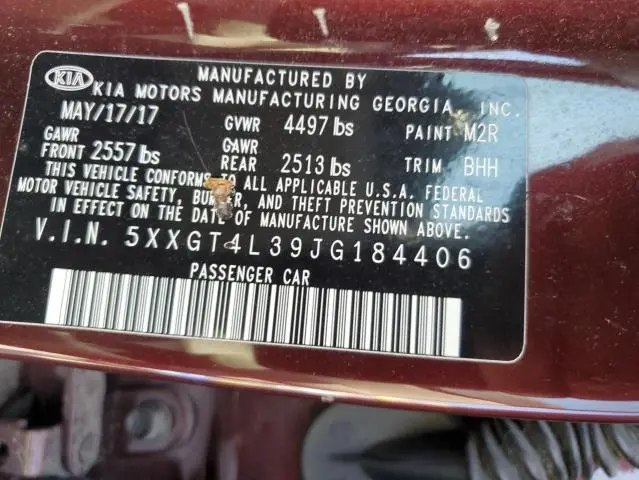 KIA
MANUFACTURED BY
KIA MOTORS MANUFACTURING GEORGIA, INC.
MAY/17/17 GVWR 4497 lbs PAINT M2R
GAWR FRONT 2557 lbs GAWR REAR 2513 lbs TRIM BHH
THIS VEHICLE CONFORMS TO ALL APPLICABLE U.S.A. FEDERAL
MOTOR VEHICLE SAFETY, BUMPER, AND THEFT PREVENTION STANDARDS
IN EFFECT ON THE DATE OF MANUFACTURE SHOWN ABOVE.
V.I.N. 5XXGT4L39JG184406
PASSENGER CAR